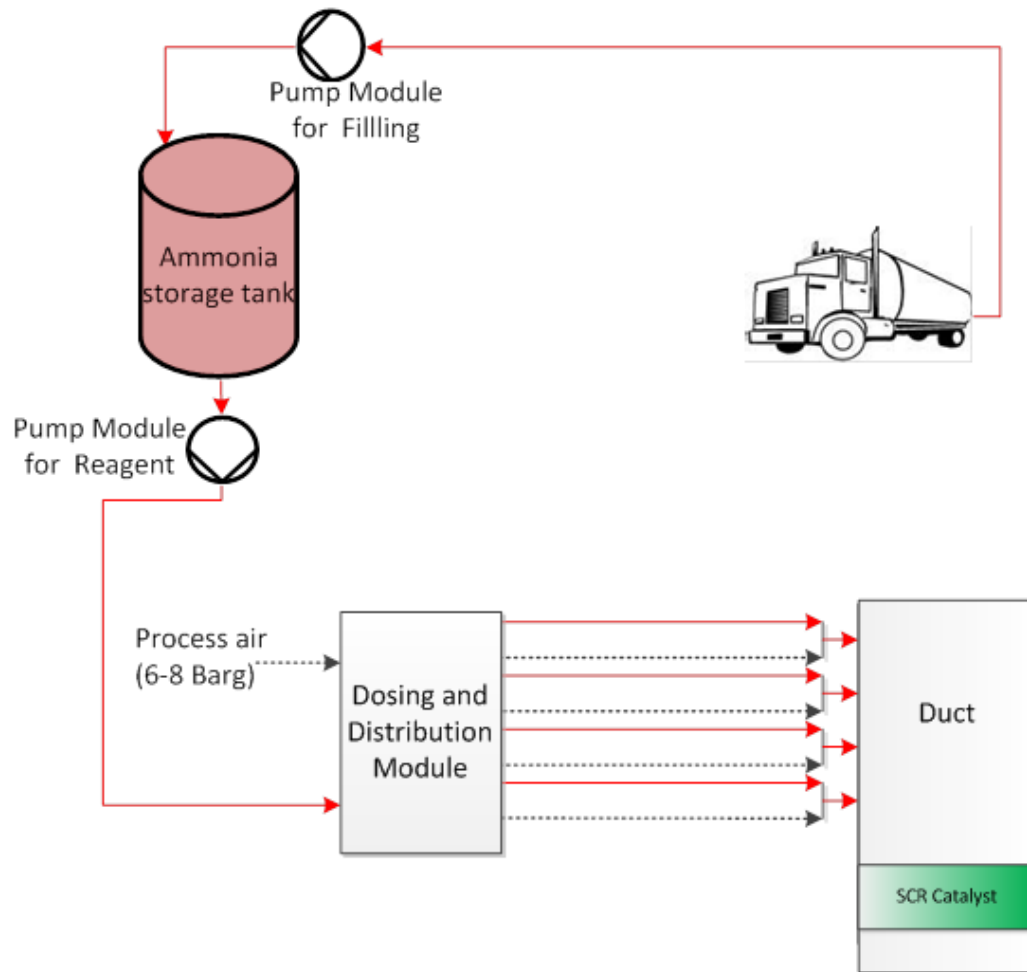 Pump Module
for Fillling
Ammonia
storage tank
Pump Module
for Reagent
Process air
(6-8 Barg)
Dosing and
Distribution
Module
Duct
SCR Catalyst